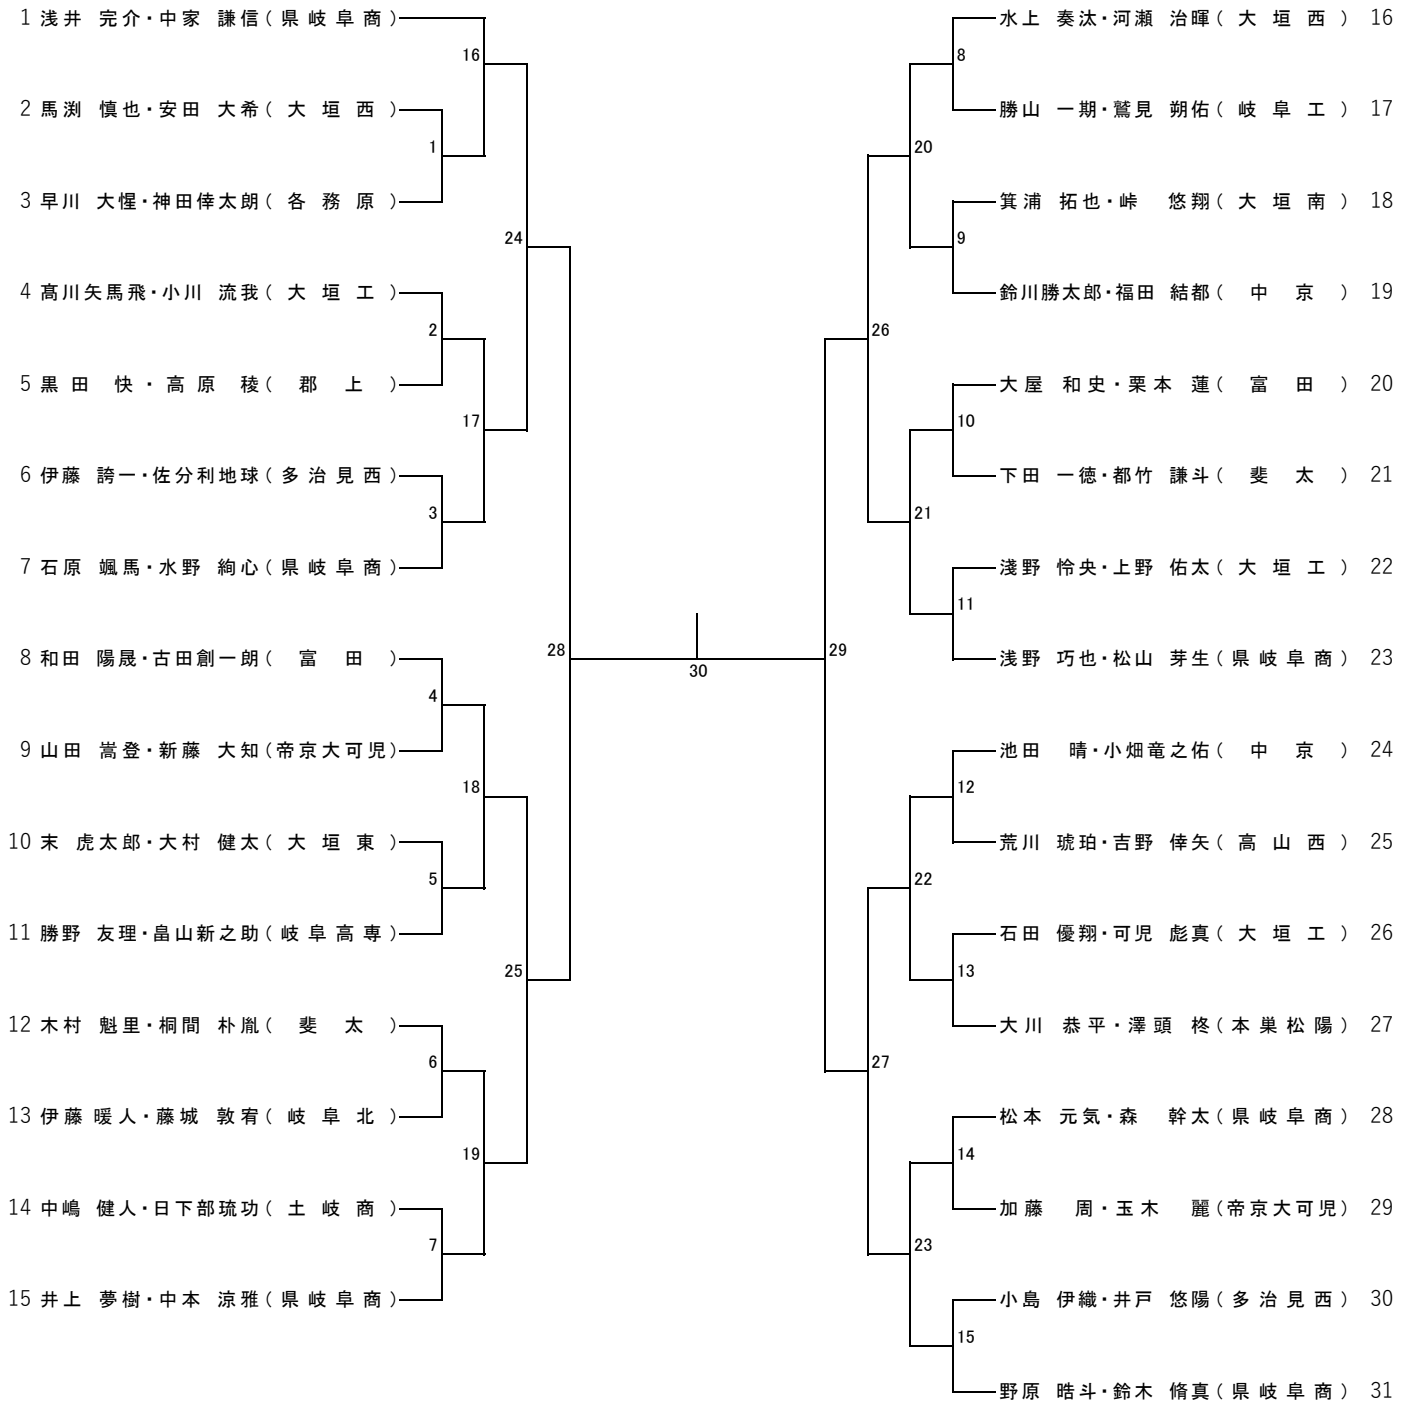 1 浅井 完介・中家 謙信(県岐阜商)
16
2 馬渕 慎也・安田 大希(大垣西)
1
3 早川 大惺・神田倖太朗(各務原)
24
4 髙川矢馬飛・小川 流我(大垣工)
2
5 黒田 快・高原 稜(郡上)
17
6 伊藤 誇一・佐分利地球(多治見西)
3
7 石原 颯馬・水野 絢心(県岐阜商)
28
8 和田 陽晟・古田創一朗(富田)
4
9 山田 嵩登・新藤 大知(帝京大可児)
18
10 末 虎太郎・大村 健太(大垣東)
5
11 勝野 友理・畠山新之助(岐阜高専)
25
12 木村 魁里・桐間 朴胤(斐太)
6
13 伊藤 暖人・藤城 敦宥(岐阜北)
19
14 中嶋 健人・日下部琉功(土岐商)
7
15 井上 夢樹・中本 涼雅(県岐阜商)
30
水上 奏汰・河瀬 治暉(大垣西) 16
8
勝山 一期・鷲見 朔佑(岐阜工) 17
20
箕浦 拓也・峠 悠翔(大垣南) 18
9
鈴川勝太郎・福田 結都(中京) 19
26
大屋 和史・栗本 蓮(富田) 20
10
下田 一徳・都竹 謙斗(斐太) 21
21
淺野 怜央・上野 佑太(大垣工) 22
11
29
浅野 巧也・松山 芽生(県岐阜商) 23
池田 晴・小畑竜之佑(中京) 24
12
荒川 琥珀・吉野 倖矢(高山西) 25
22
石田 優翔・可児 彪真(大垣工) 26
13
大川 恭平・澤頭 柊(本巣松陽) 27
27
松本 元気・森 幹太(県岐阜商) 28
14
加藤 周・玉木 麗(帝京大可児) 29
23
小島 伊織・井戸 悠陽(多治見西) 30
15
野原 晧斗・鈴木 脩真(県岐阜商) 31